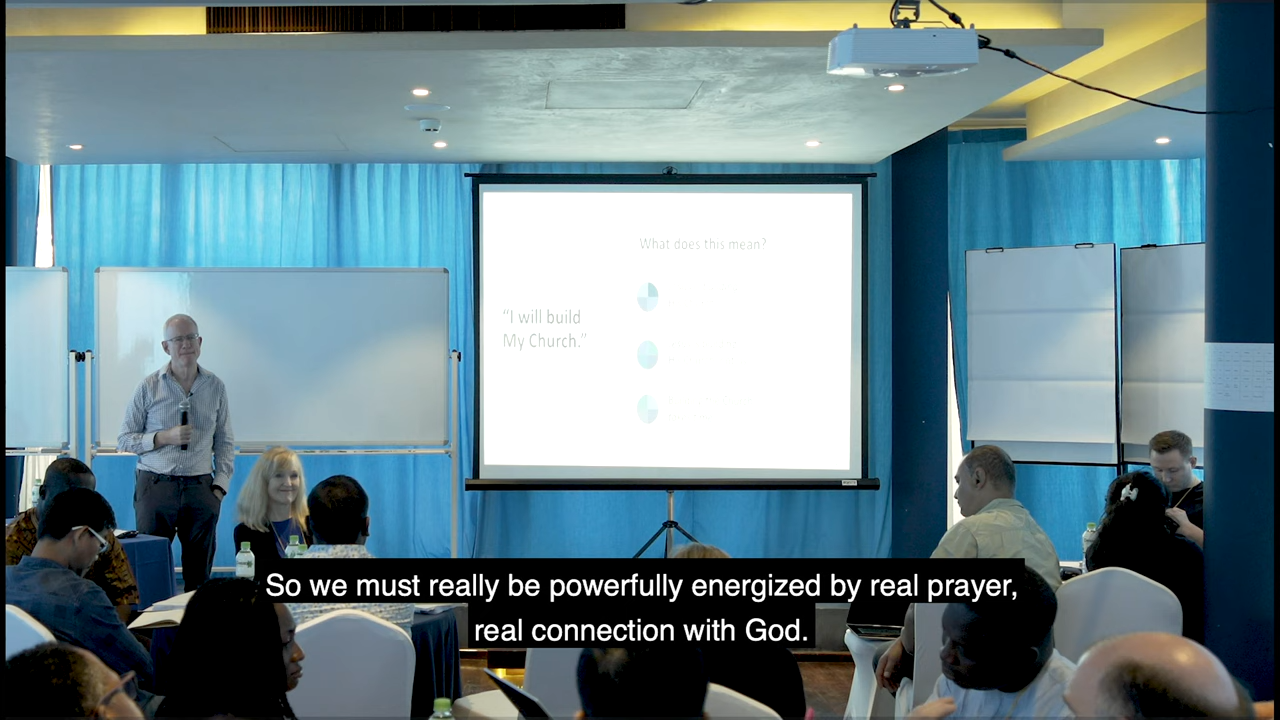 What does this mean?
“I will build
My Church.”
So we must really be powerfully energized by real prayer,
real connection with God.